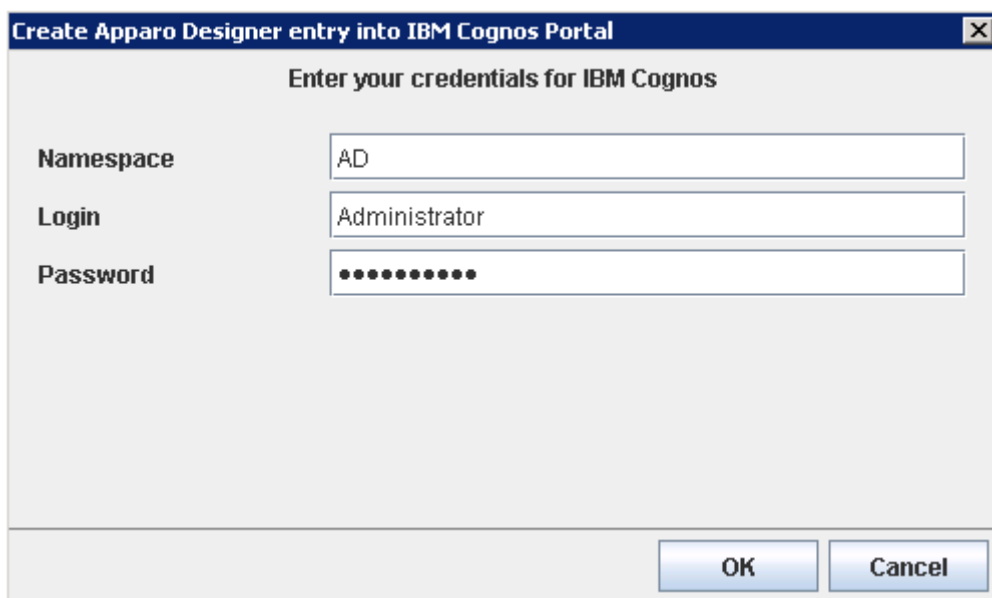 Create Apparo Designer entry into IBM Cognos Portal
Enter your credentials for IBM Cognos
Namespace AD
Login Administrator
Password ••••••••••
OK Cancel